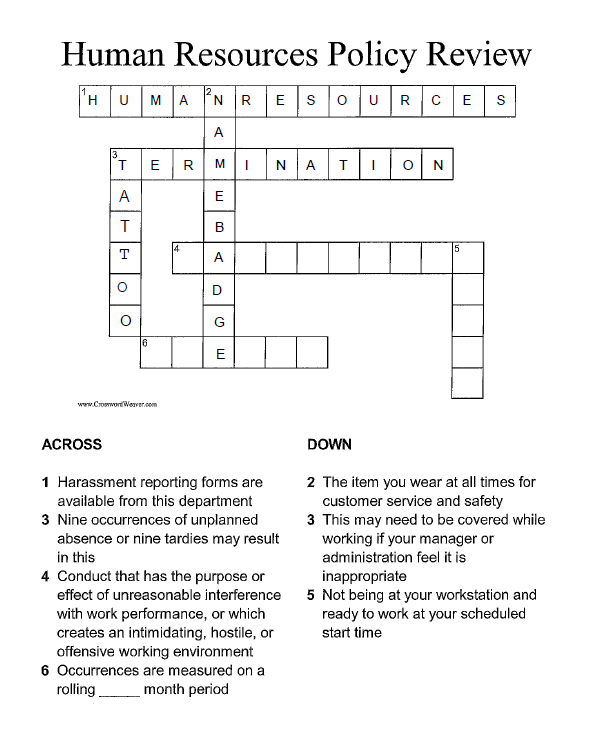 Human Resources Policy Review
1 H U M A 2 N R E S O U R C E S
A
3 T E R M I N A T I O N
A E
T B
T 4 A 5
O D
O G
6 E
www.CrosswordWeaver.com
ACROSS
1 Harassment reporting forms are
available from this department
3 Nine occurrences of unplanned
absence or nine tardies may result
in this
4 Conduct that has the purpose or
effect of unreasonable interference
with work performance, or which
creates an intimidating, hostile, or
offensive working environment
6 Occurrences are measured on a
rolling _____ month period
DOWN
2 The item you wear at all times for
customer service and safety
3 This may need to be covered while
working if your manager or
administration feel it is
inappropriate
5 Not being at your workstation and
ready to work at your scheduled
start time